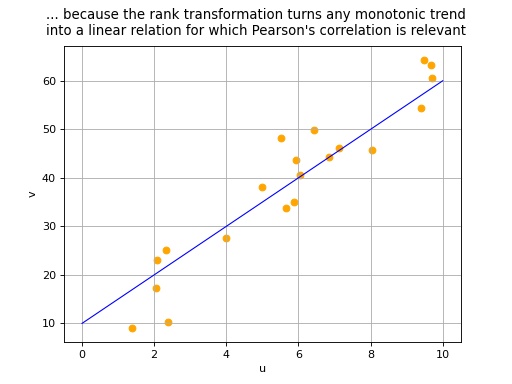 ... because the rank transformation turns any monotonic trend
into a linear relation for which Pearson's correlation is relevant
60
50
40
30
20
10
v
0 2 4 6 8 10
u